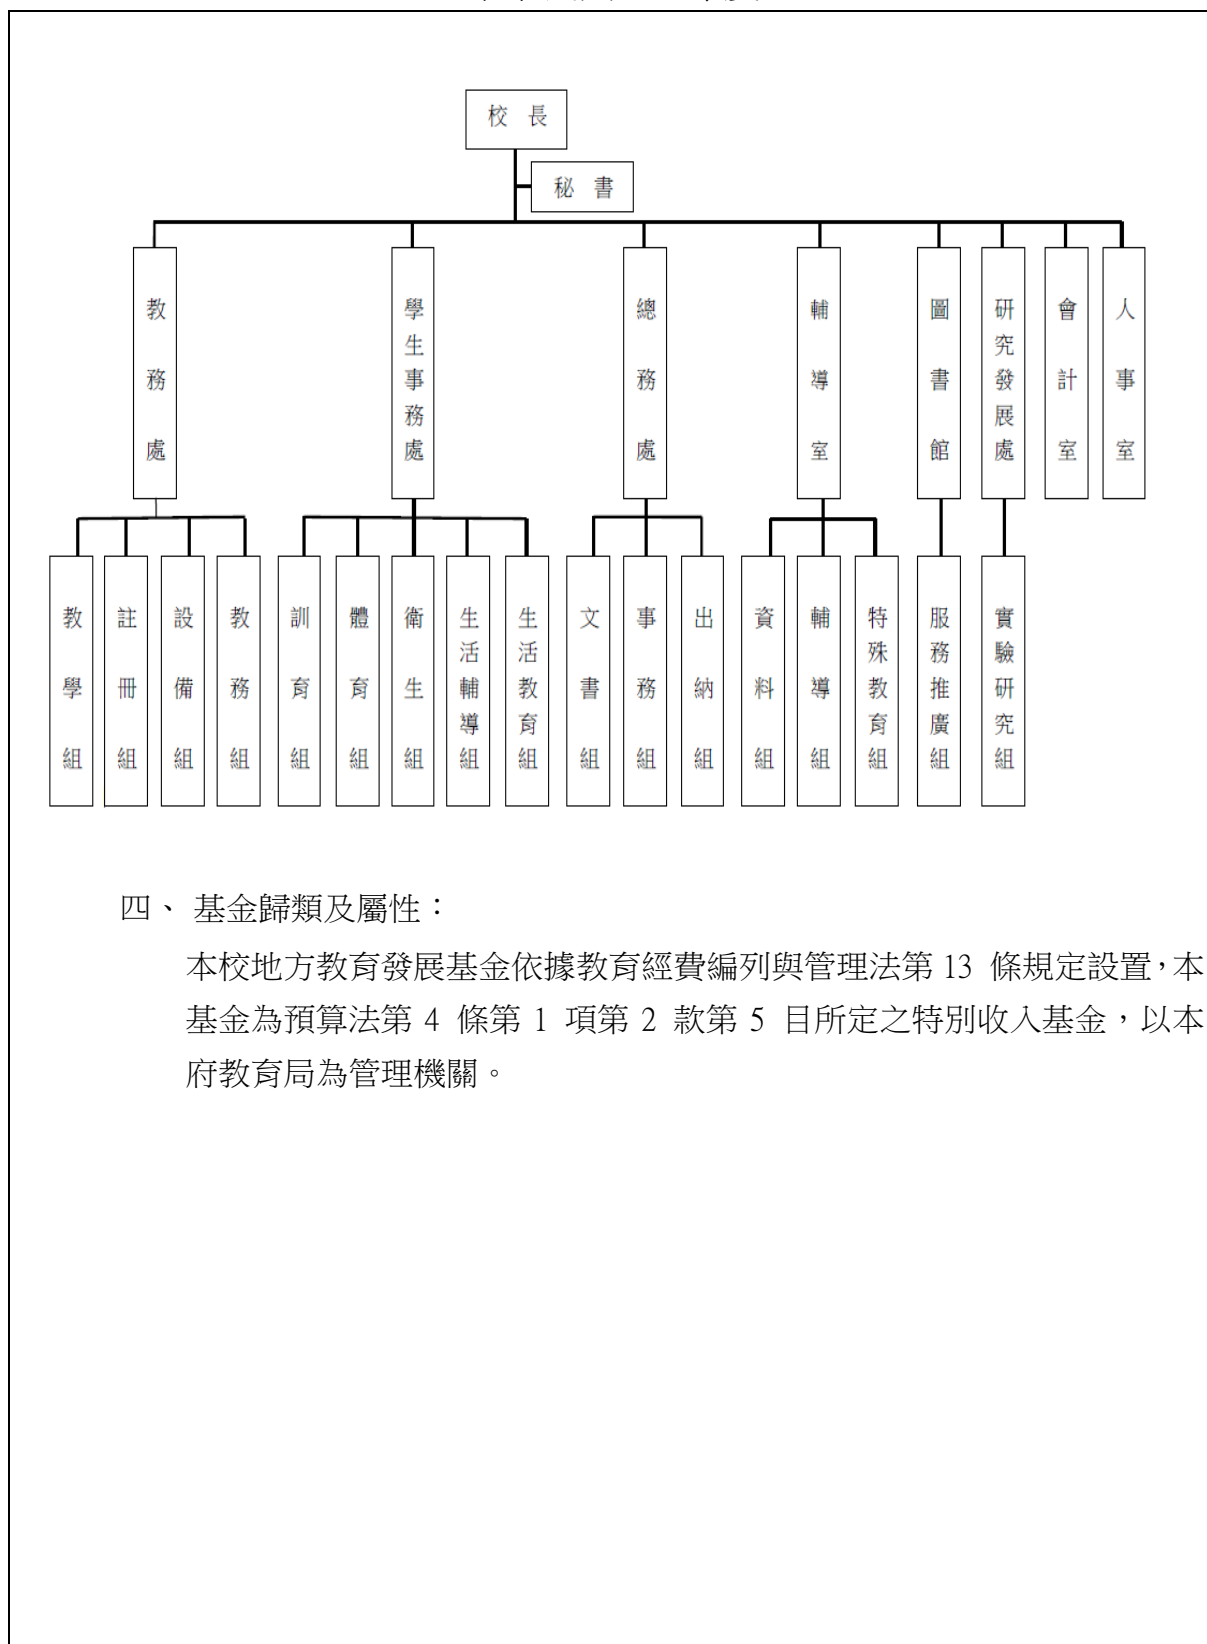 校 長
秘 書
教務處
學生事務處
總務處
輔導室
圖書館
研究發展處
會計室
人事室
教學組
註冊組
設備組
教務組
訓育組
體育組
衛生組
生活輔導組
生活教育組
文書組
事務組
出納組
資料組
輔導組
特殊教育組
服務推廣組
實驗研究組
四、 基金歸類及屬性：
本校地方教育發展基金依據教育經費編列與管理法第 13 條規定設置，本
基金為預算法第 4 條第 1 項第 2 款第 5 目所定之特別收入基金，以本
府教育局為管理機關。